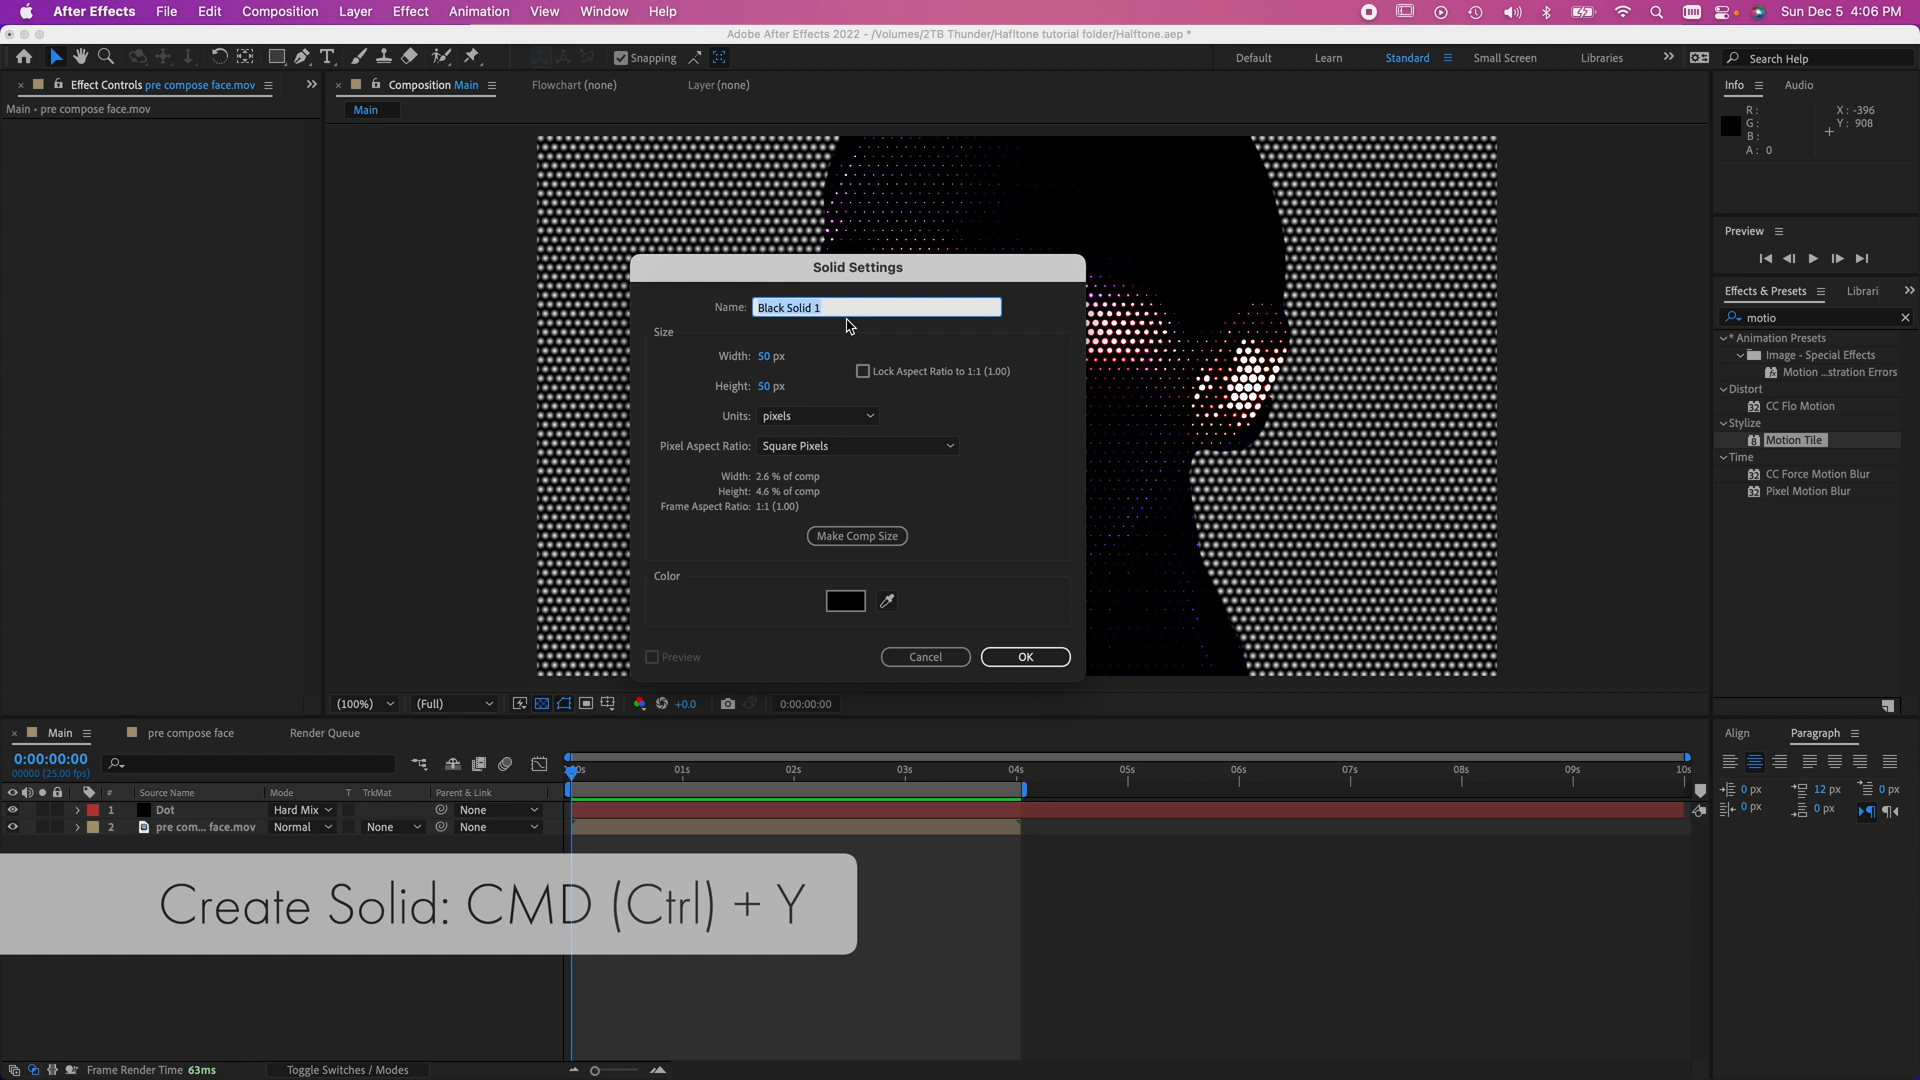 After Effects File Edit Composition Layer Effect Animation View Window Help Sun Dec 5 4:06 PM
Adobe After Effects 2022 - /Volumes/2TB Thunder/Hafltone tutorial folder/Halftone.aep *
Snapping Default Learn Standard Small Screen Libraries Search Help
Effect Controls pre compose face.mov Composition Main Flowchart (none) Layer (none) Info Audio
Main • pre compose face.mov Main
R: X: -396
G: Y: 908
B:
A: 0
Preview
Effects & Presets Librari
motio
* Animation Presets
Image - Special Effects
Motion ...stration Errors
Distort
CC Flo Motion
Stylize
Motion Tile
Time
CC Force Motion Blur
Pixel Motion Blur
Solid Settings
Name: Black Solid 1
Size
Width: 50 px
Lock Aspect Ratio to 1:1 (1.00)
Height: 50 px
Units: pixels
Pixel Aspect Ratio: Square Pixels
Width: 2.6 % of comp
Height: 4.6 % of comp
Frame Aspect Ratio: 1:1 (1.00)
Make Comp Size
Color
Preview Cancel OK
(100%) (Full) +0.0 0:00:00:00
Main pre compose face Render Queue Align Paragraph
0:00:00:00
00000 (25.00 fps)
01s 02s 03s 04s 05s 06s 07s 08s 09s 10s
# Source Name Mode T TrkMat Parent & Link
1 Dot Hard Mix None
2 pre com... face.mov Normal None None
0 px 12 px 0 px
0 px 0 px
Create Solid: CMD (Ctrl) + Y
Frame Render Time 63ms Toggle Switches / Modes